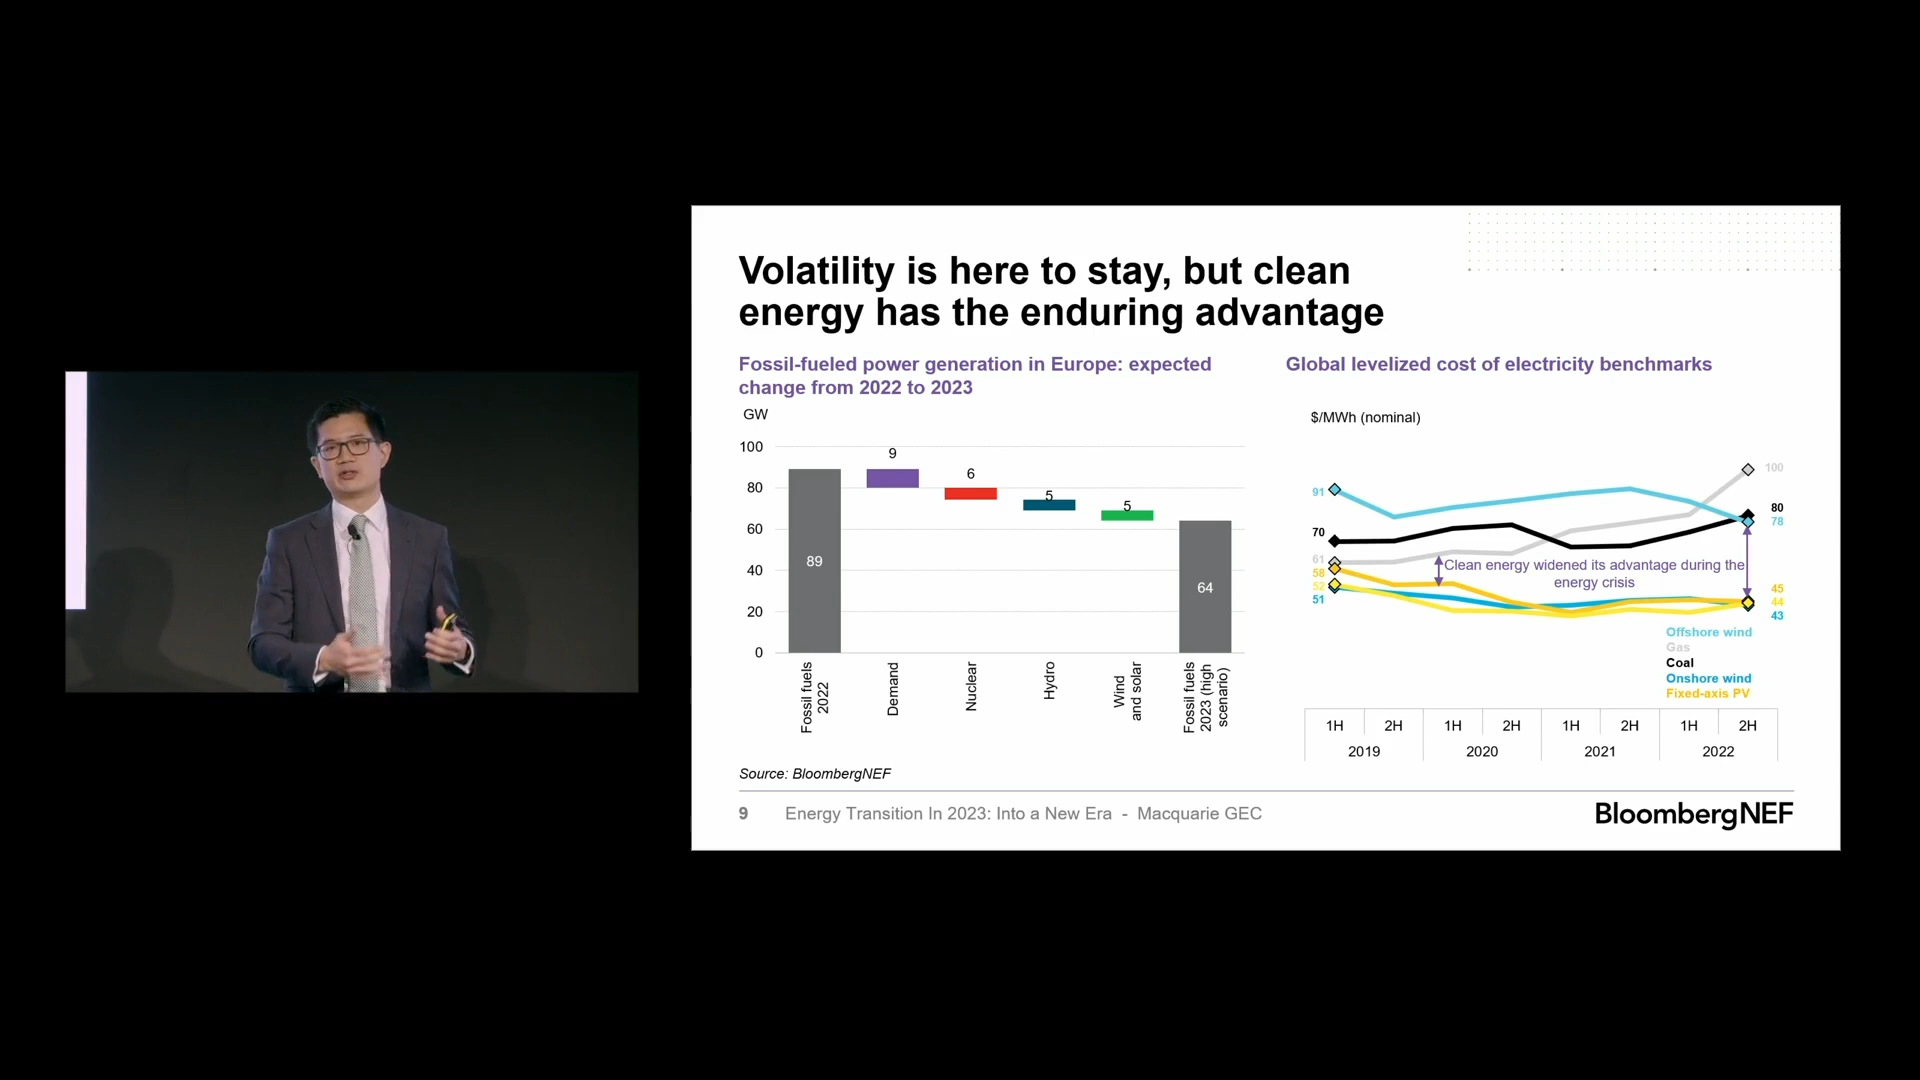 Volatility is here to stay, but clean
energy has the enduring advantage
Fossil-fueled power generation in Europe: expected
change from 2022 to 2023
GW
100
80
60
40
20
0
89
9
6
5
5
64
Fossil fuels
2022
Demand
Nuclear
Hydro
Wind
and solar
Fossil fuels
2023 (high
scenario)
Source: BloombergNEF
Global levelized cost of electricity benchmarks
$/MWh (nominal)
91
70
61
58
52
51
Clean energy widened its advantage during the
energy crisis
100
80
78
45
44
43
Offshore wind
Gas
Coal
Onshore wind
Fixed-axis PV
1H 2H 1H 2H 1H 2H 1H 2H
2019 2020 2021 2022
9 Energy Transition In 2023: Into a New Era - Macquarie GEC
BloombergNEF